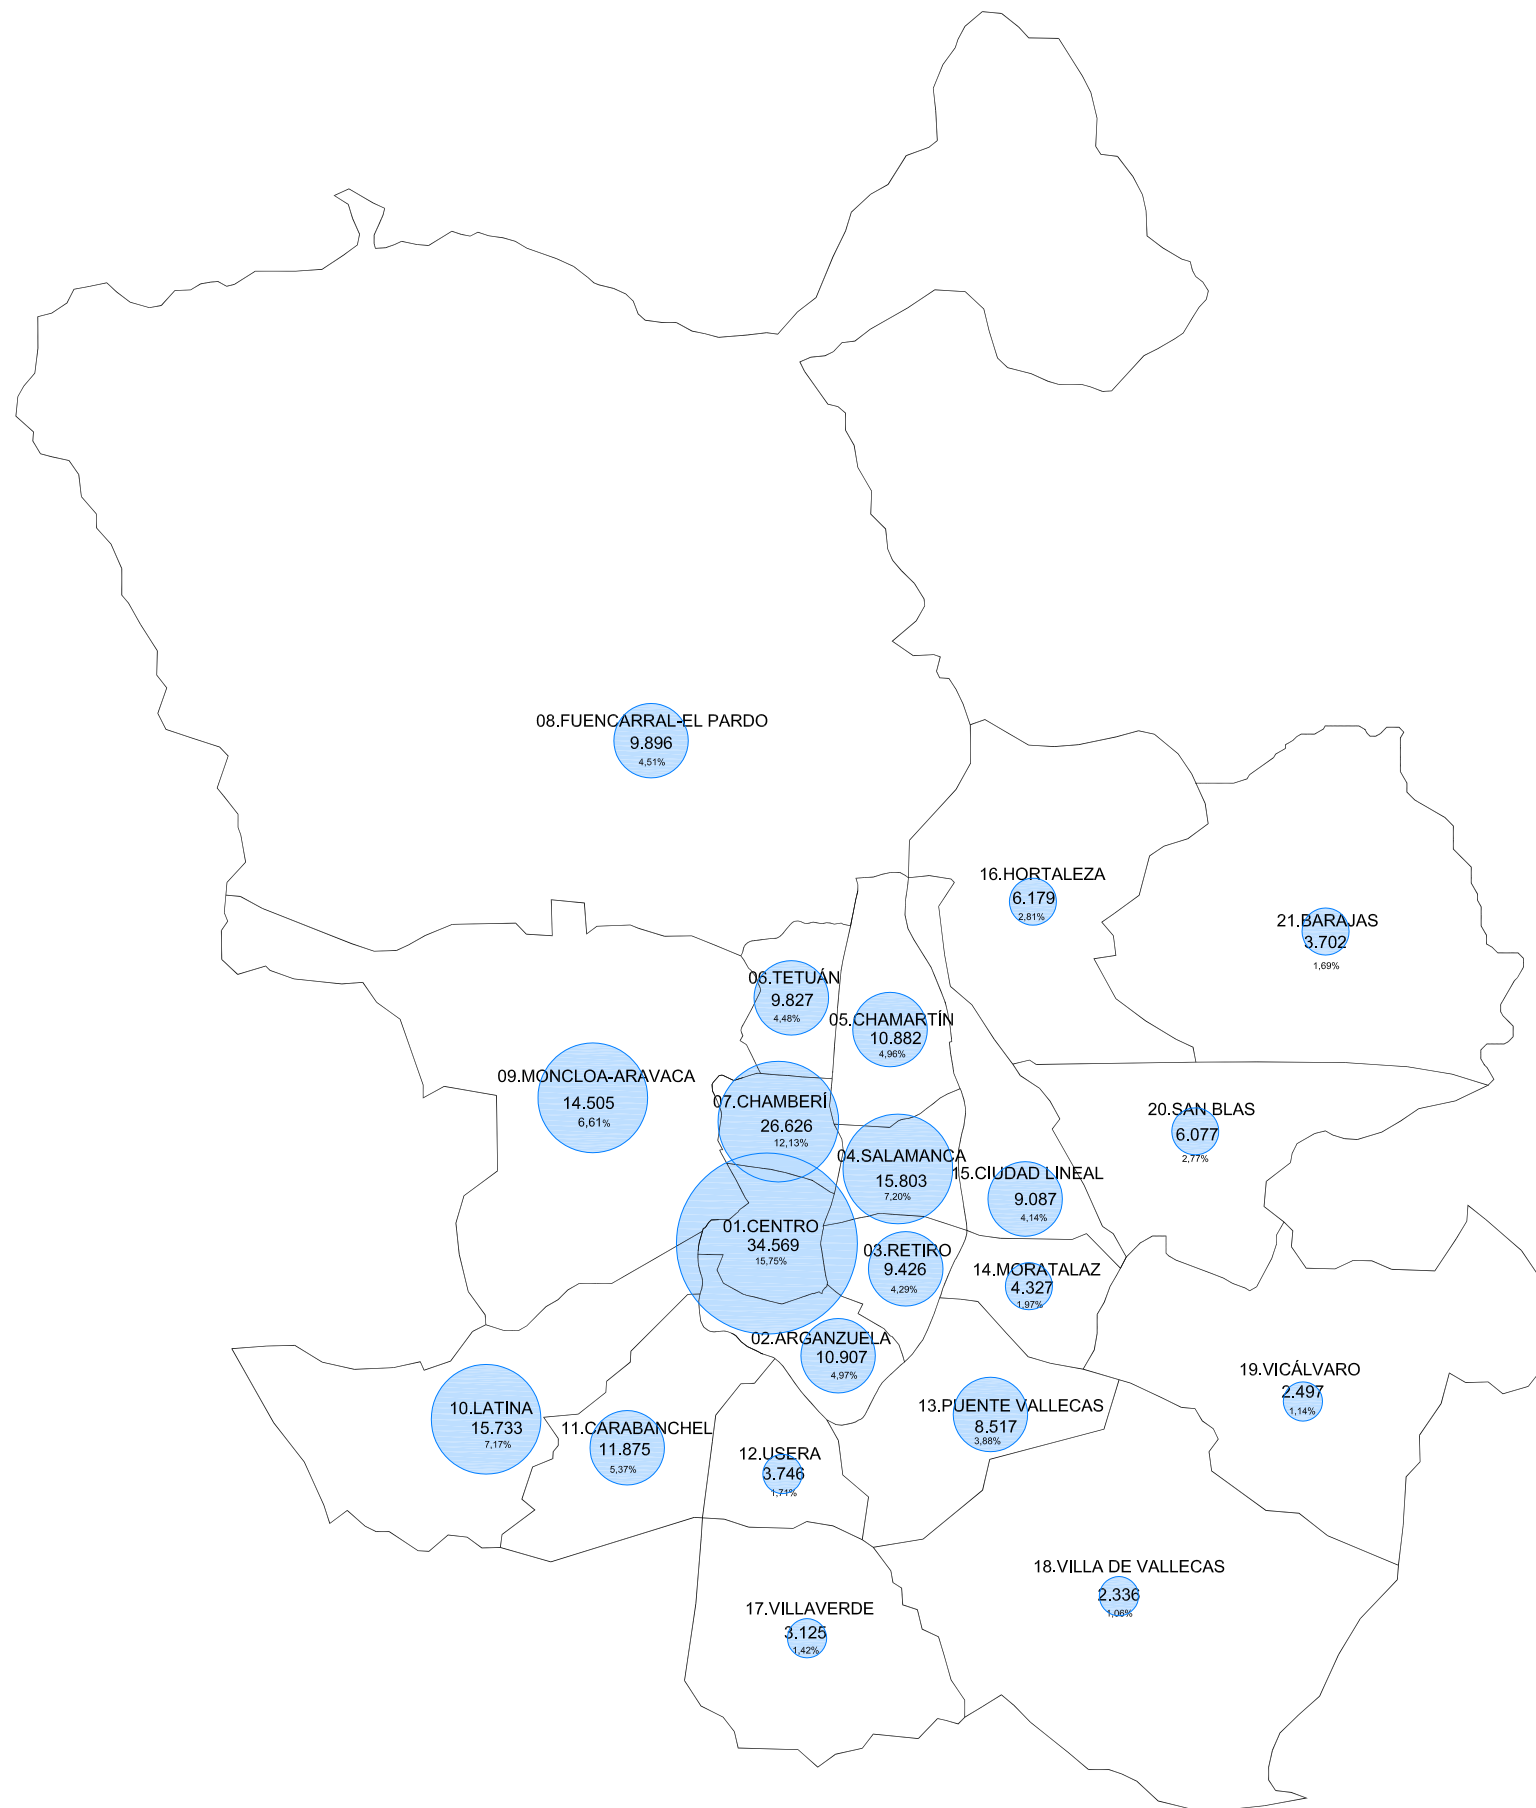 08.FUENCARRAL-EL PARDO
9.896
4,51%
16.HORTALEZA
6.179
2,81%
21.BARAJAS
3.702
1,69%
06.TETUÁN
9.827
4,48%
05.CHAMARTÍN
10.882
4,96%
09.MONCLOA-ARAVACA
14.505
6,61%
07.CHAMBERÍ
26.626
12,13%
20.SAN BLAS
6.077
2,77%
04.SALAMANCA
15.803
7,20%
15.CIUDAD LINEAL
9.087
4,14%
01.CENTRO
34.569
15,75%
03.RETIRO
9.426
4,29%
14.MORATALAZ
4.327
1,97%
02.ARGANZUELA
10.907
4,97%
19.VICÁLVARO
2.497
1,14%
10.LATINA
15.733
7,17%
11.CARABANCHEL
11.875
5,37%
13.PUENTE VALLECAS
8.517
3,88%
12.USERA
3.746
1,71%
18.VILLA DE VALLECAS
2.336
1,06%
17.VILLAVERDE
3.125
1,42%